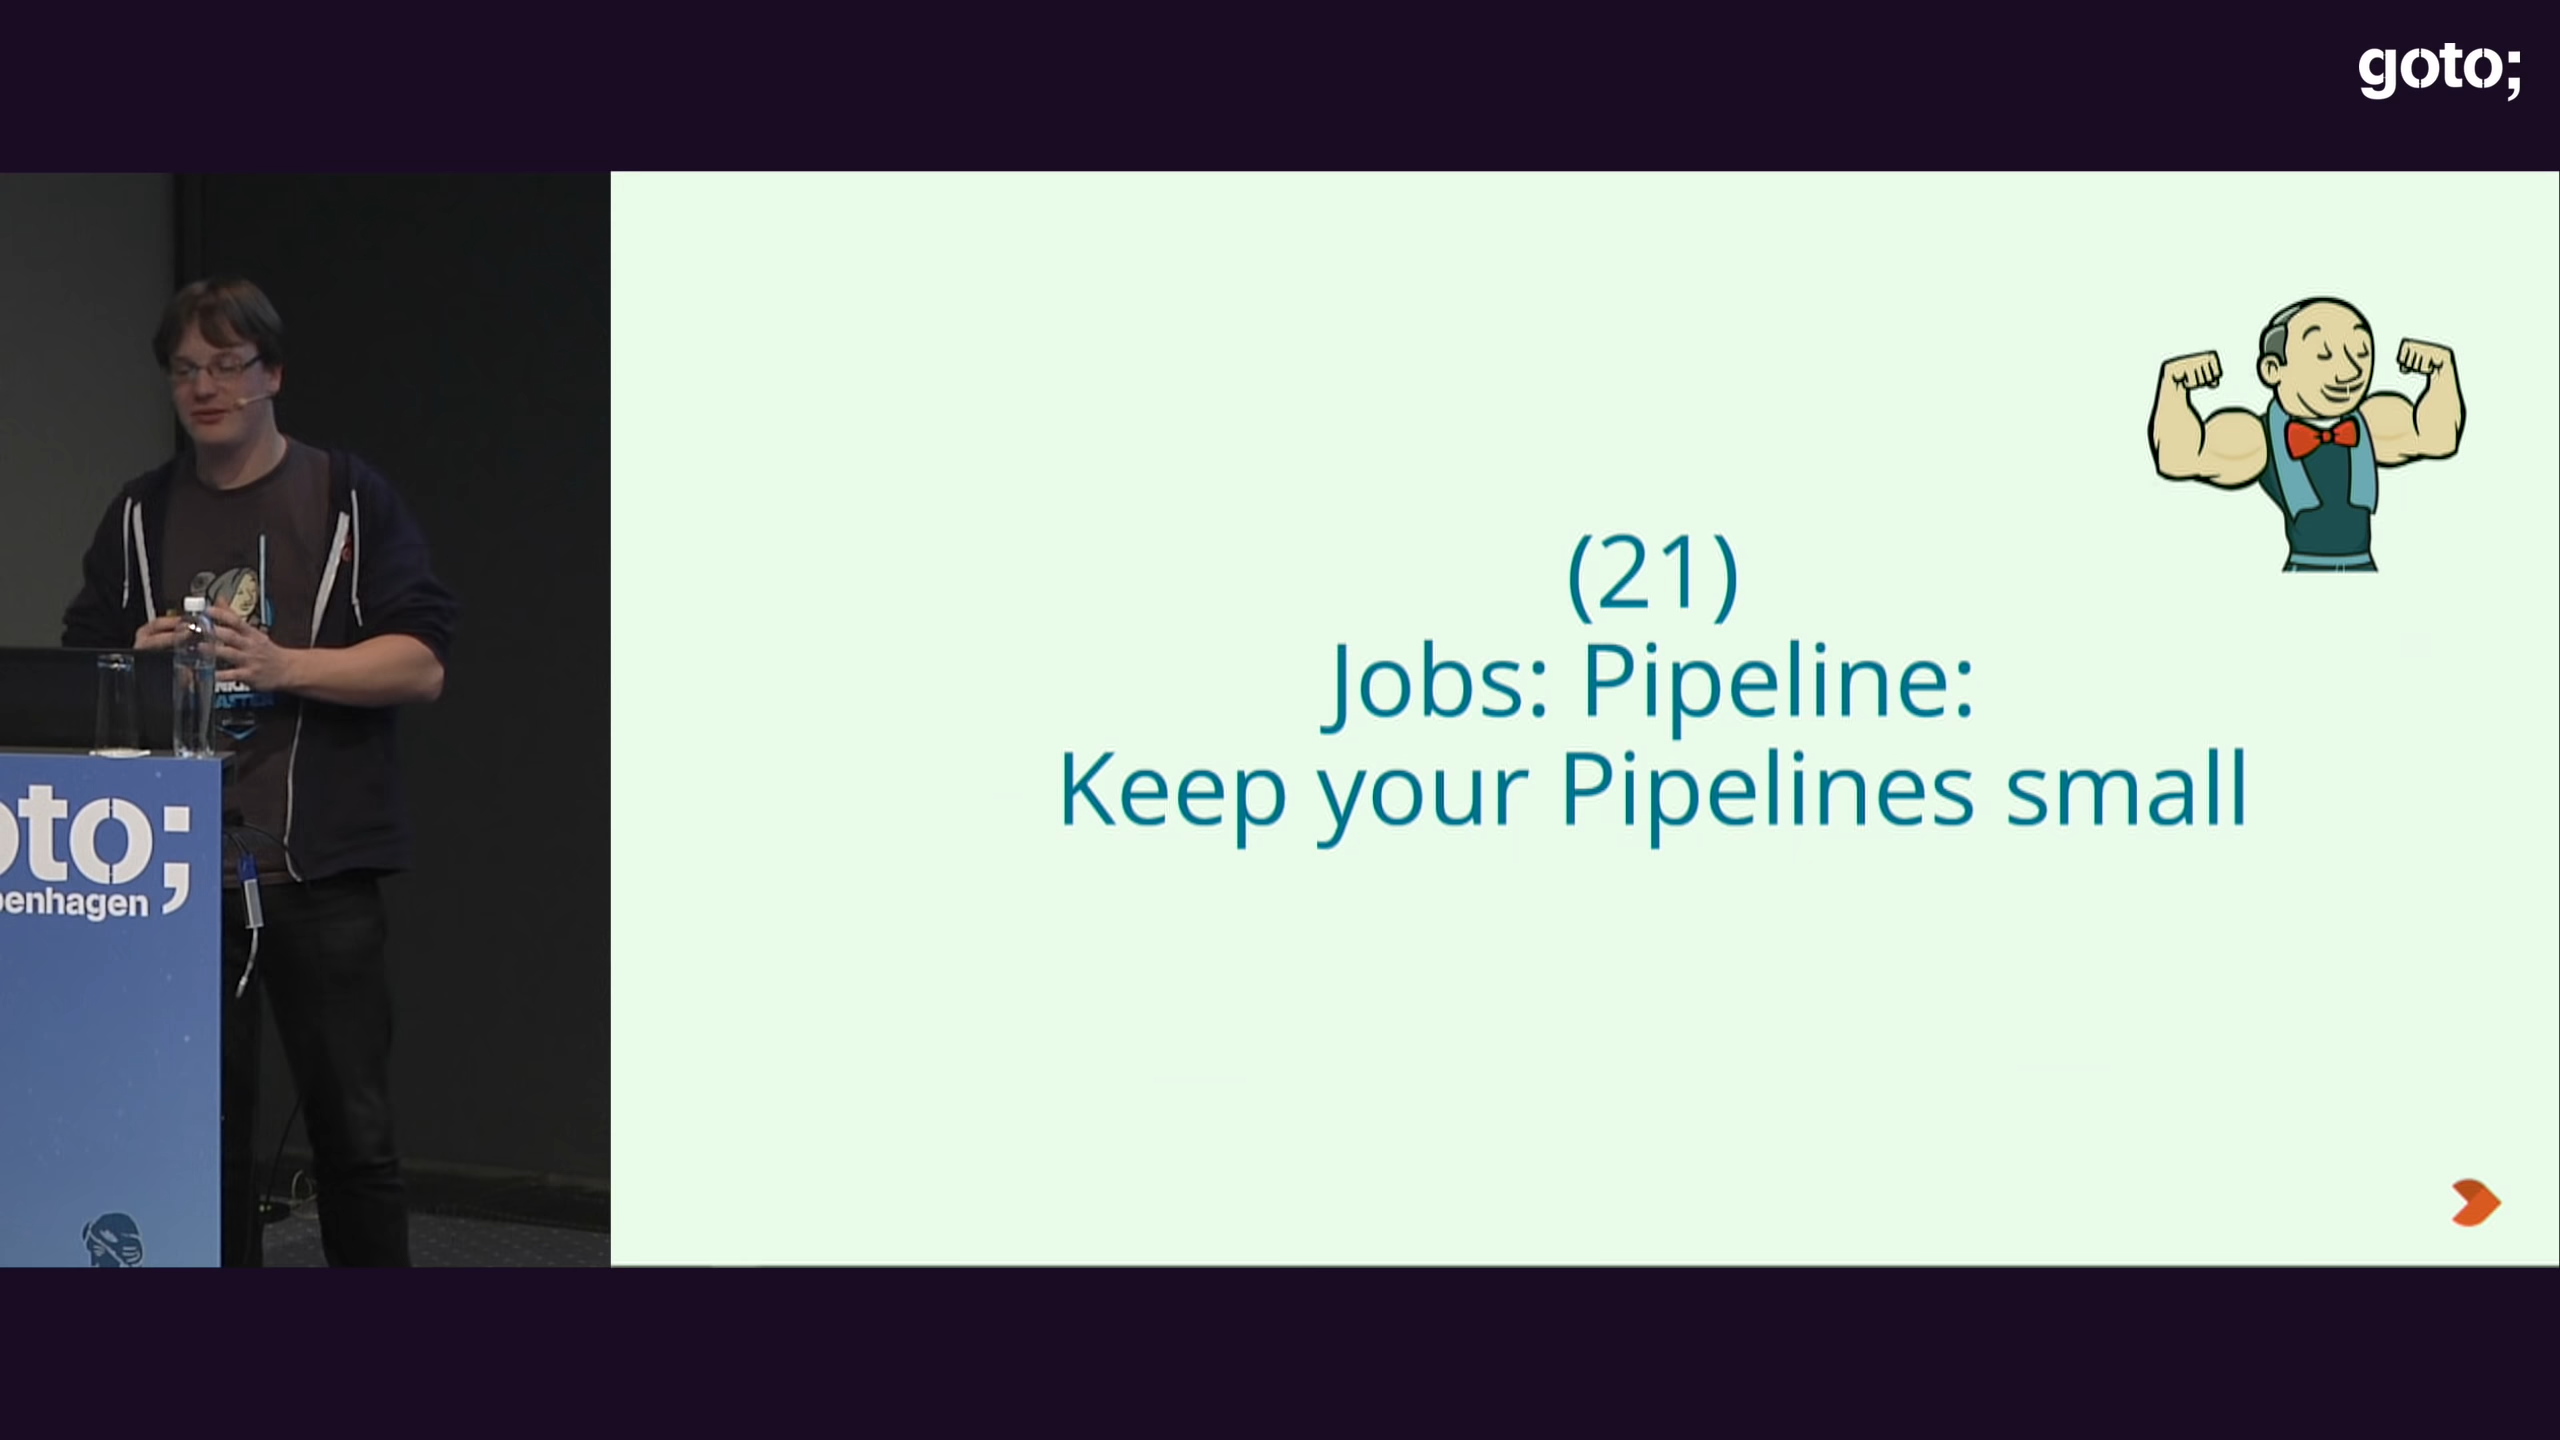 goto;
(21)
Jobs: Pipeline:
Keep your Pipelines small
oto;
penhagen